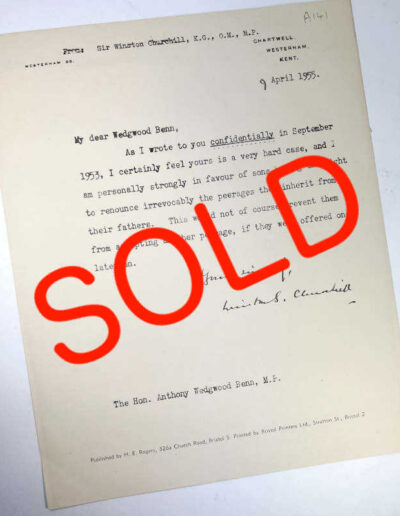 A141
From: Sir Winston Churchill, K.G., O.M., M.P.
WESTERHAM
CHARTWELL,
WESTERHAM,
KENT.
9 April 1955.
My dear Wedgwood Benn,
As I wrote to you confidentially in September
1953, I certainly feel yours is a very hard case, and I
am personally strongly in favour of sons
to renounce irrevocably the peerages they inherit from
their fathers. This would not of course prevent them
from accepting another peerage, if they were offered one
later on.
Winston S. Churchill
SOLD
The Hon. Anthony Wedgwood Benn, M.P.
Published by H. E. Rogers, 326a Church Road, Bristol 5. Printed by Royal Printery Ltd., Stratton St., Bristol 2